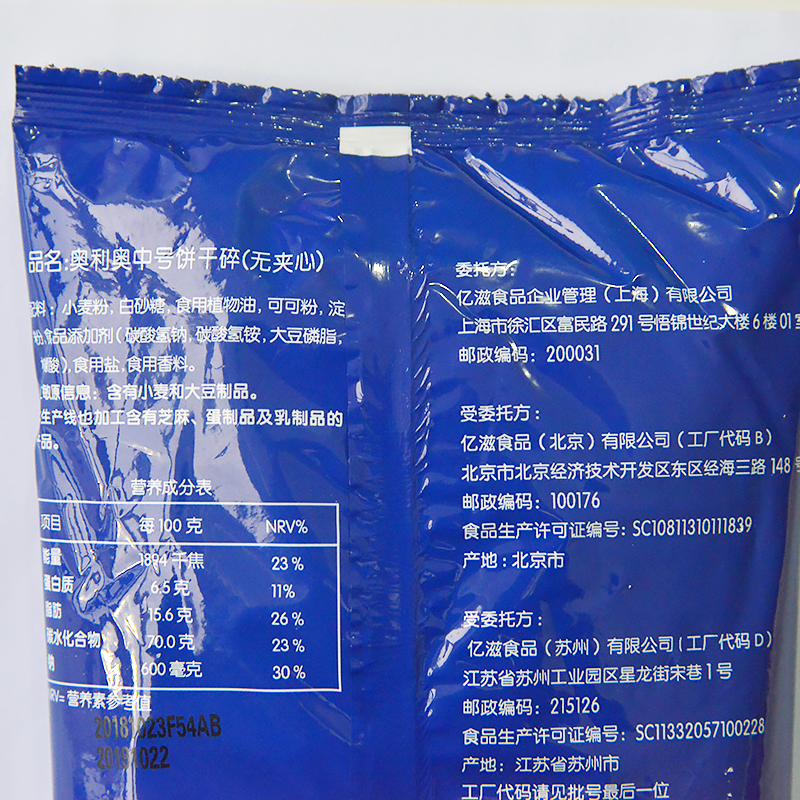 品名:奥利奥中号饼干碎(无夹心)
配料：小麦粉，白砂糖，食用植物油，可可粉，淀
粉,食品添加剂（碳酸氢钠，碳酸氢铵，大豆磷脂，
酸）,食用盐,食用香料。
敏原信息：含有小麦和大豆制品。
生产线也加工含有芝麻、蛋制品及乳制品的
品。
营养成分表
项目 每100克 NRV%
能量 1894千焦 23%
蛋白质 6.5克 11%
脂肪 15.6克 26%
碳水化合物 70.0克 23%
钠 600毫克 30%
NRV=营养素参考值
20181023F54AB
20191022
委托方：
亿滋食品企业管理（上海）有限公司
上海市徐汇区富民路291号悟锦世纪大楼6楼01室
邮政编码：200031
受委托方：
亿滋食品（北京）有限公司（工厂代码B）
北京市北京经济技术开发区东区经海三路148号
邮政编码：100176
食品生产许可证编号：SC10811310111839
产地：北京市
受委托方：
亿滋食品（苏州）有限公司(工厂代码D)
江苏省苏州工业园区星龙街宋巷1号
邮政编码：215126
食品生产许可证编号：SC11332057100228
产地：江苏省苏州市
工厂代码请见批号最后一位